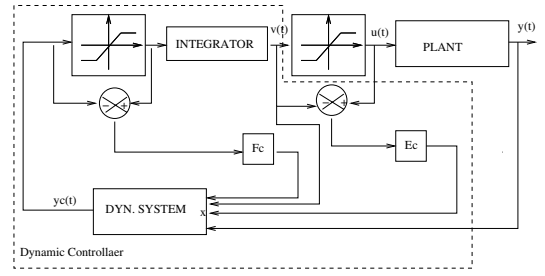 INTEGRATOR
v(t)
u(t)
PLANT
y(t)
− +
− +
Fc
Ec
yc(t)
DYN. SYSTEM
x
Dynamic Controllaer